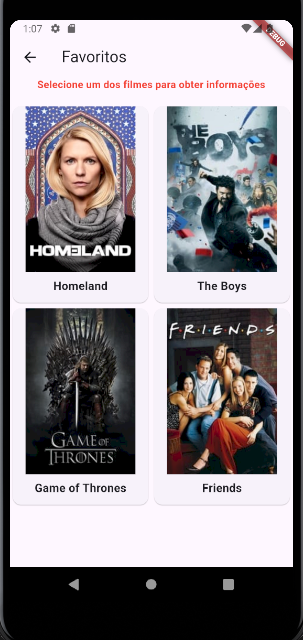 1:07
DEBUG
Favoritos
Selecione um dos filmes para obter informações
HOMELAND
THE BOYS
Homeland
The Boys
GAME OF THRONES
F·R·I·E·N·D·S
Game of Thrones
Friends